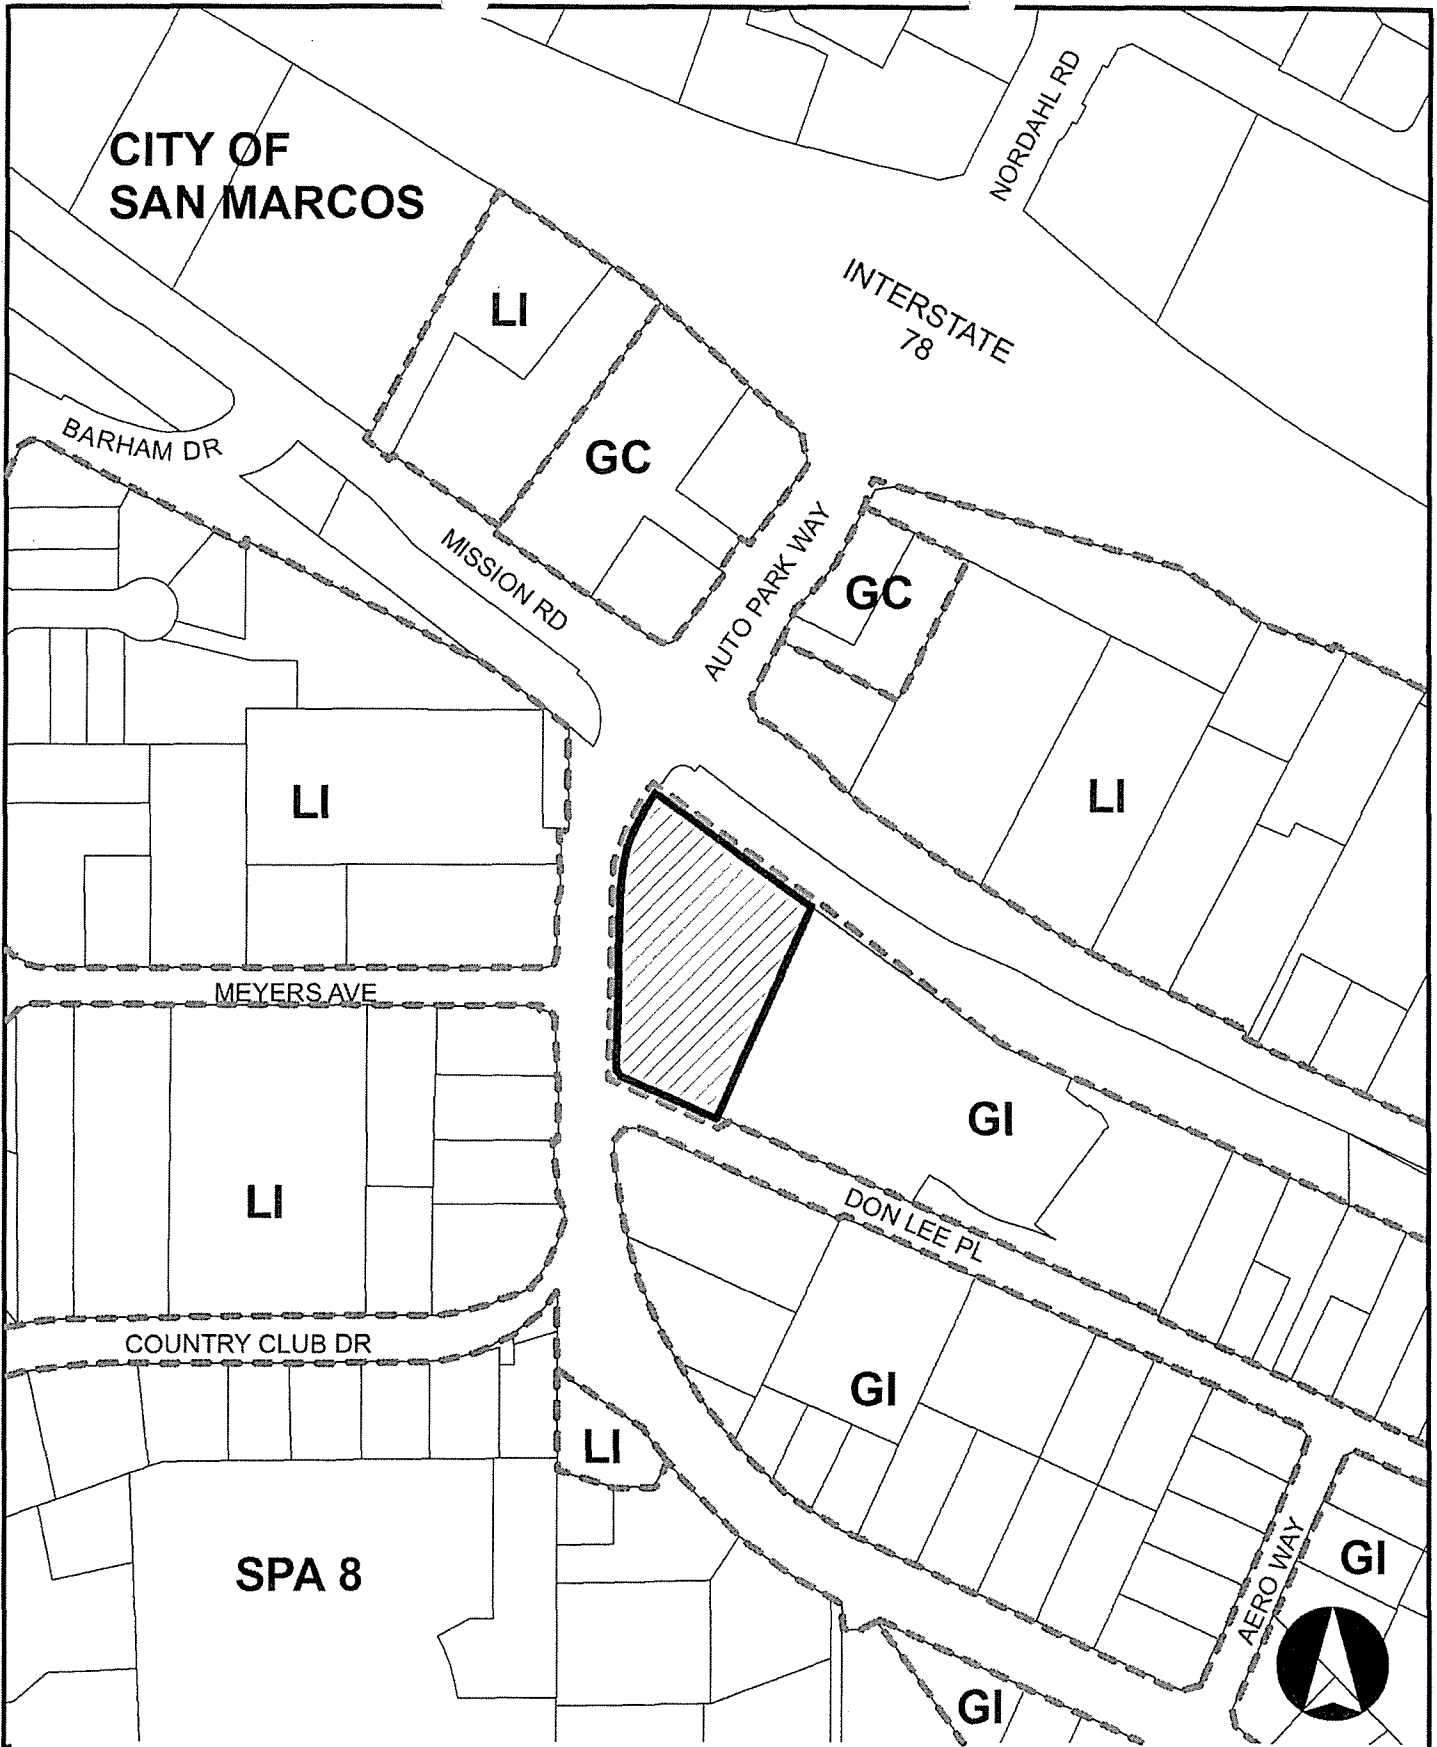 NORDAHL RD
CITY OF
SAN MARCOS
INTERSTATE
78
LI
BARHAM DR
GC
MISSION RD
AUTO PARK WAY
GC
LI
LI
MEYERS AVE
GI
LI
DON LEE PL
COUNTRY CLUB DR
GI
LI
SPA 8
AERO WAY
GI
GI